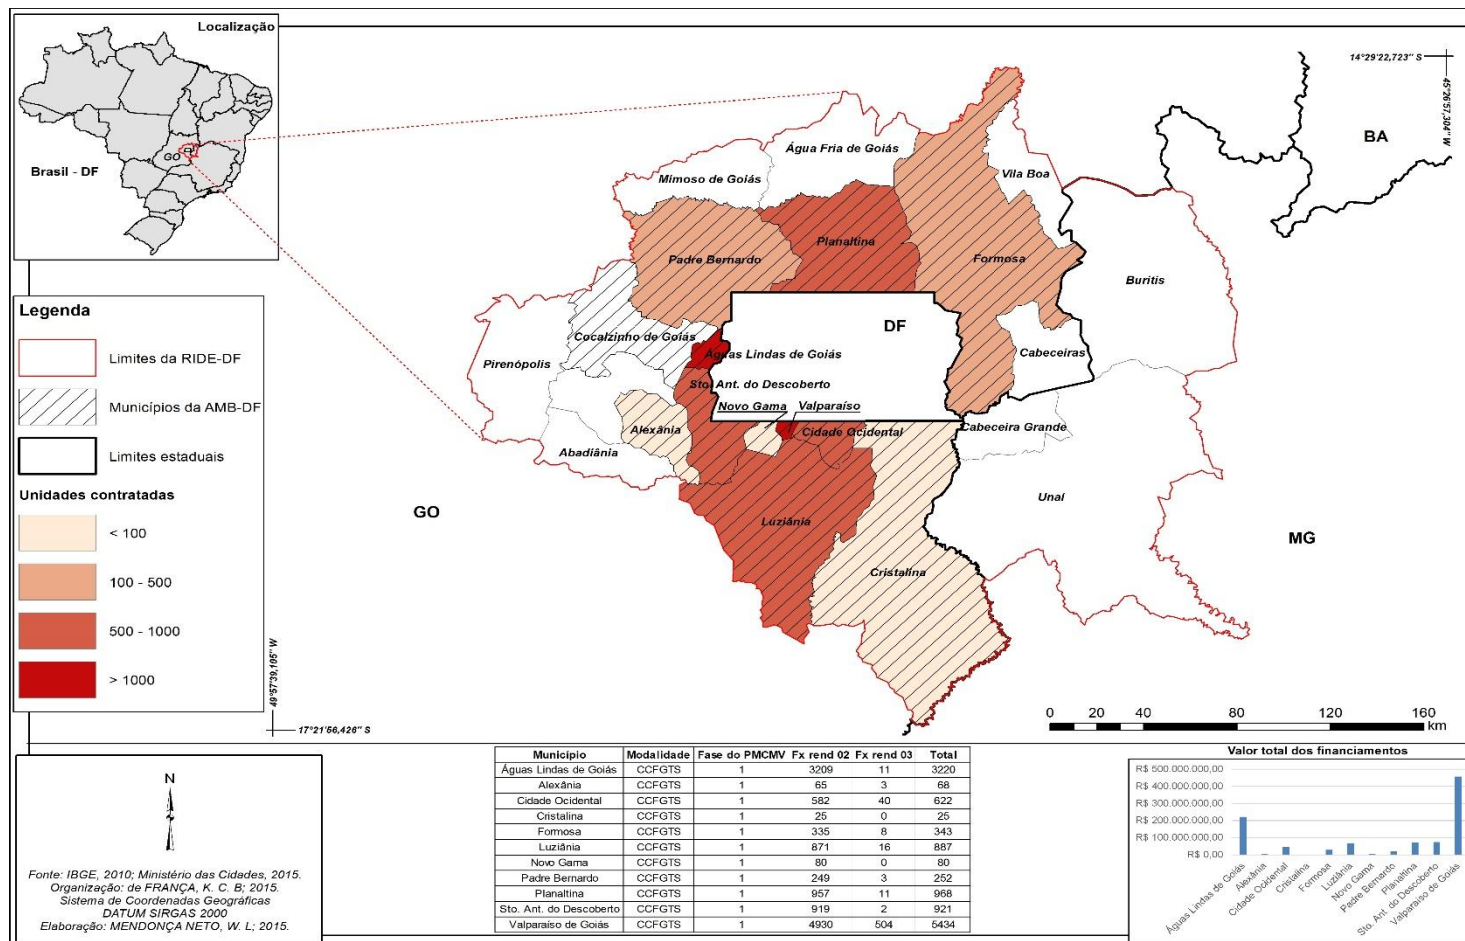 Localização
GO
Brasil - DF
14°29'22,723" S
45°26'57,304" W
BA
Água Fria de Goiás
Mimoso de Goiás
Vila Boa
Planaltina
Padre Bernardo
Formosa
Buritis
DF
Cocalzinho de Goiás
Águas Lindas de Goiás
Cabeceiras
Pirenópolis
Sto. Ant. do Descoberto
Novo Gama
Valparaíso
Alexânia
Cidade Ocidental
Cabeceira Grande
Abadiânia
Unaí
GO
Luziânia
MG
Cristalina
Legenda
Limites da RIDE-DF
Municípios da AMB-DF
Limites estaduais
Unidades contratadas
< 100
100 - 500
500 - 1000
> 1000
49°57'39,105" W
17°21'56,426" S
0 20 40 80 120 160
km
N
Fonte: IBGE, 2010; Ministério das Cidades, 2015.
Organização: de FRANÇA, K. C. B; 2015.
Sistema de Coordenadas Geográficas
DATUM SIRGAS 2000
Elaboração: MENDONÇA NETO, W. L; 2015.
Município Modalidade Fase do PMCMV Fx rend 02 Fx rend 03 Total
Águas Lindas de Goiás CCFGTS 1 3209 11 3220
Alexânia CCFGTS 1 65 3 68
Cidade Ocidental CCFGTS 1 582 40 622
Cristalina CCFGTS 1 25 0 25
Formosa CCFGTS 1 335 8 343
Luziânia CCFGTS 1 871 16 887
Novo Gama CCFGTS 1 80 0 80
Padre Bernardo CCFGTS 1 249 3 252
Planaltina CCFGTS 1 957 11 968
Sto. Ant. do Descoberto CCFGTS 1 919 2 921
Valparaíso de Goiás CCFGTS 1 4930 504 5434
Valor total dos financiamentos
R$ 500.000.000,00
R$ 400.000.000,00
R$ 300.000.000,00
R$ 200.000.000,00
R$ 100.000.000,00
R$ 0,00
Águas Lindas de Goiás
Alexânia
Cidade Ocidental
Cristalina
Formosa
Luziânia
Novo Gama
Padre Bernardo
Planaltina
Sto. Ant. do Descoberto
Valparaíso de Goiás